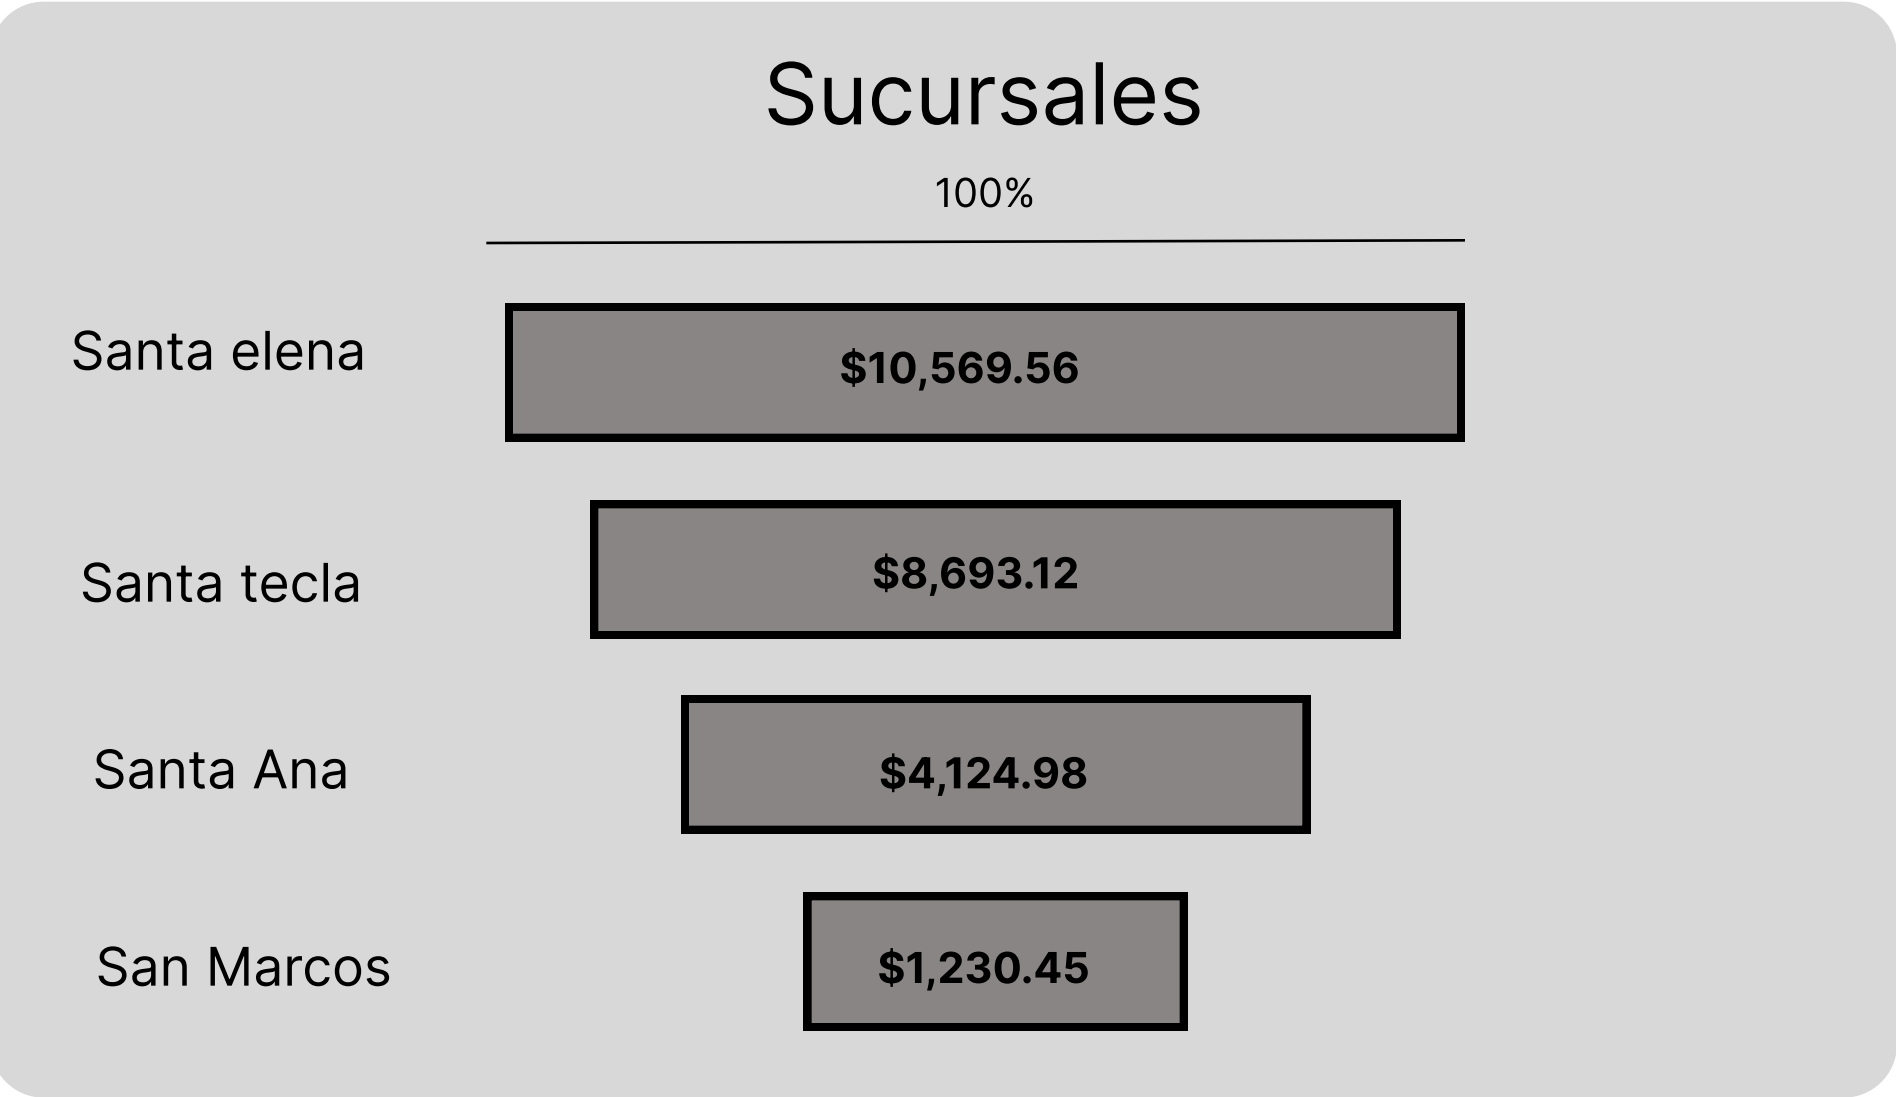 Sucursales
100%
Santa elena
$10,569.56
Santa tecla
$8,693.12
Santa Ana
$4,124.98
San Marcos
$1,230.45